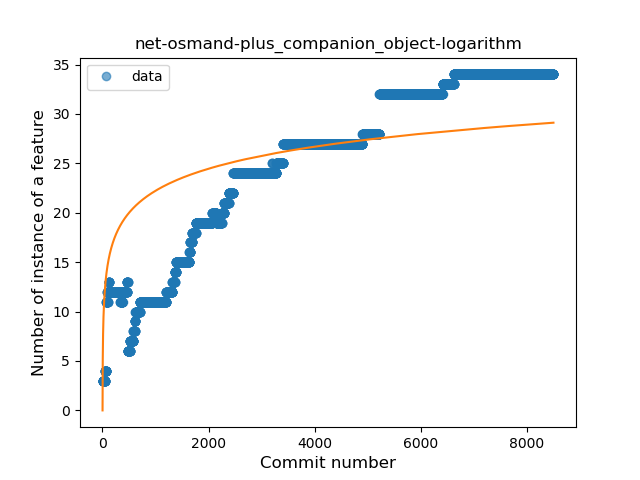 net-osmand-plus_companion_object-logarithm
data
Number of instance of a feature
35
30
25
20
15
10
5
0
0 2000 4000 6000 8000
Commit number